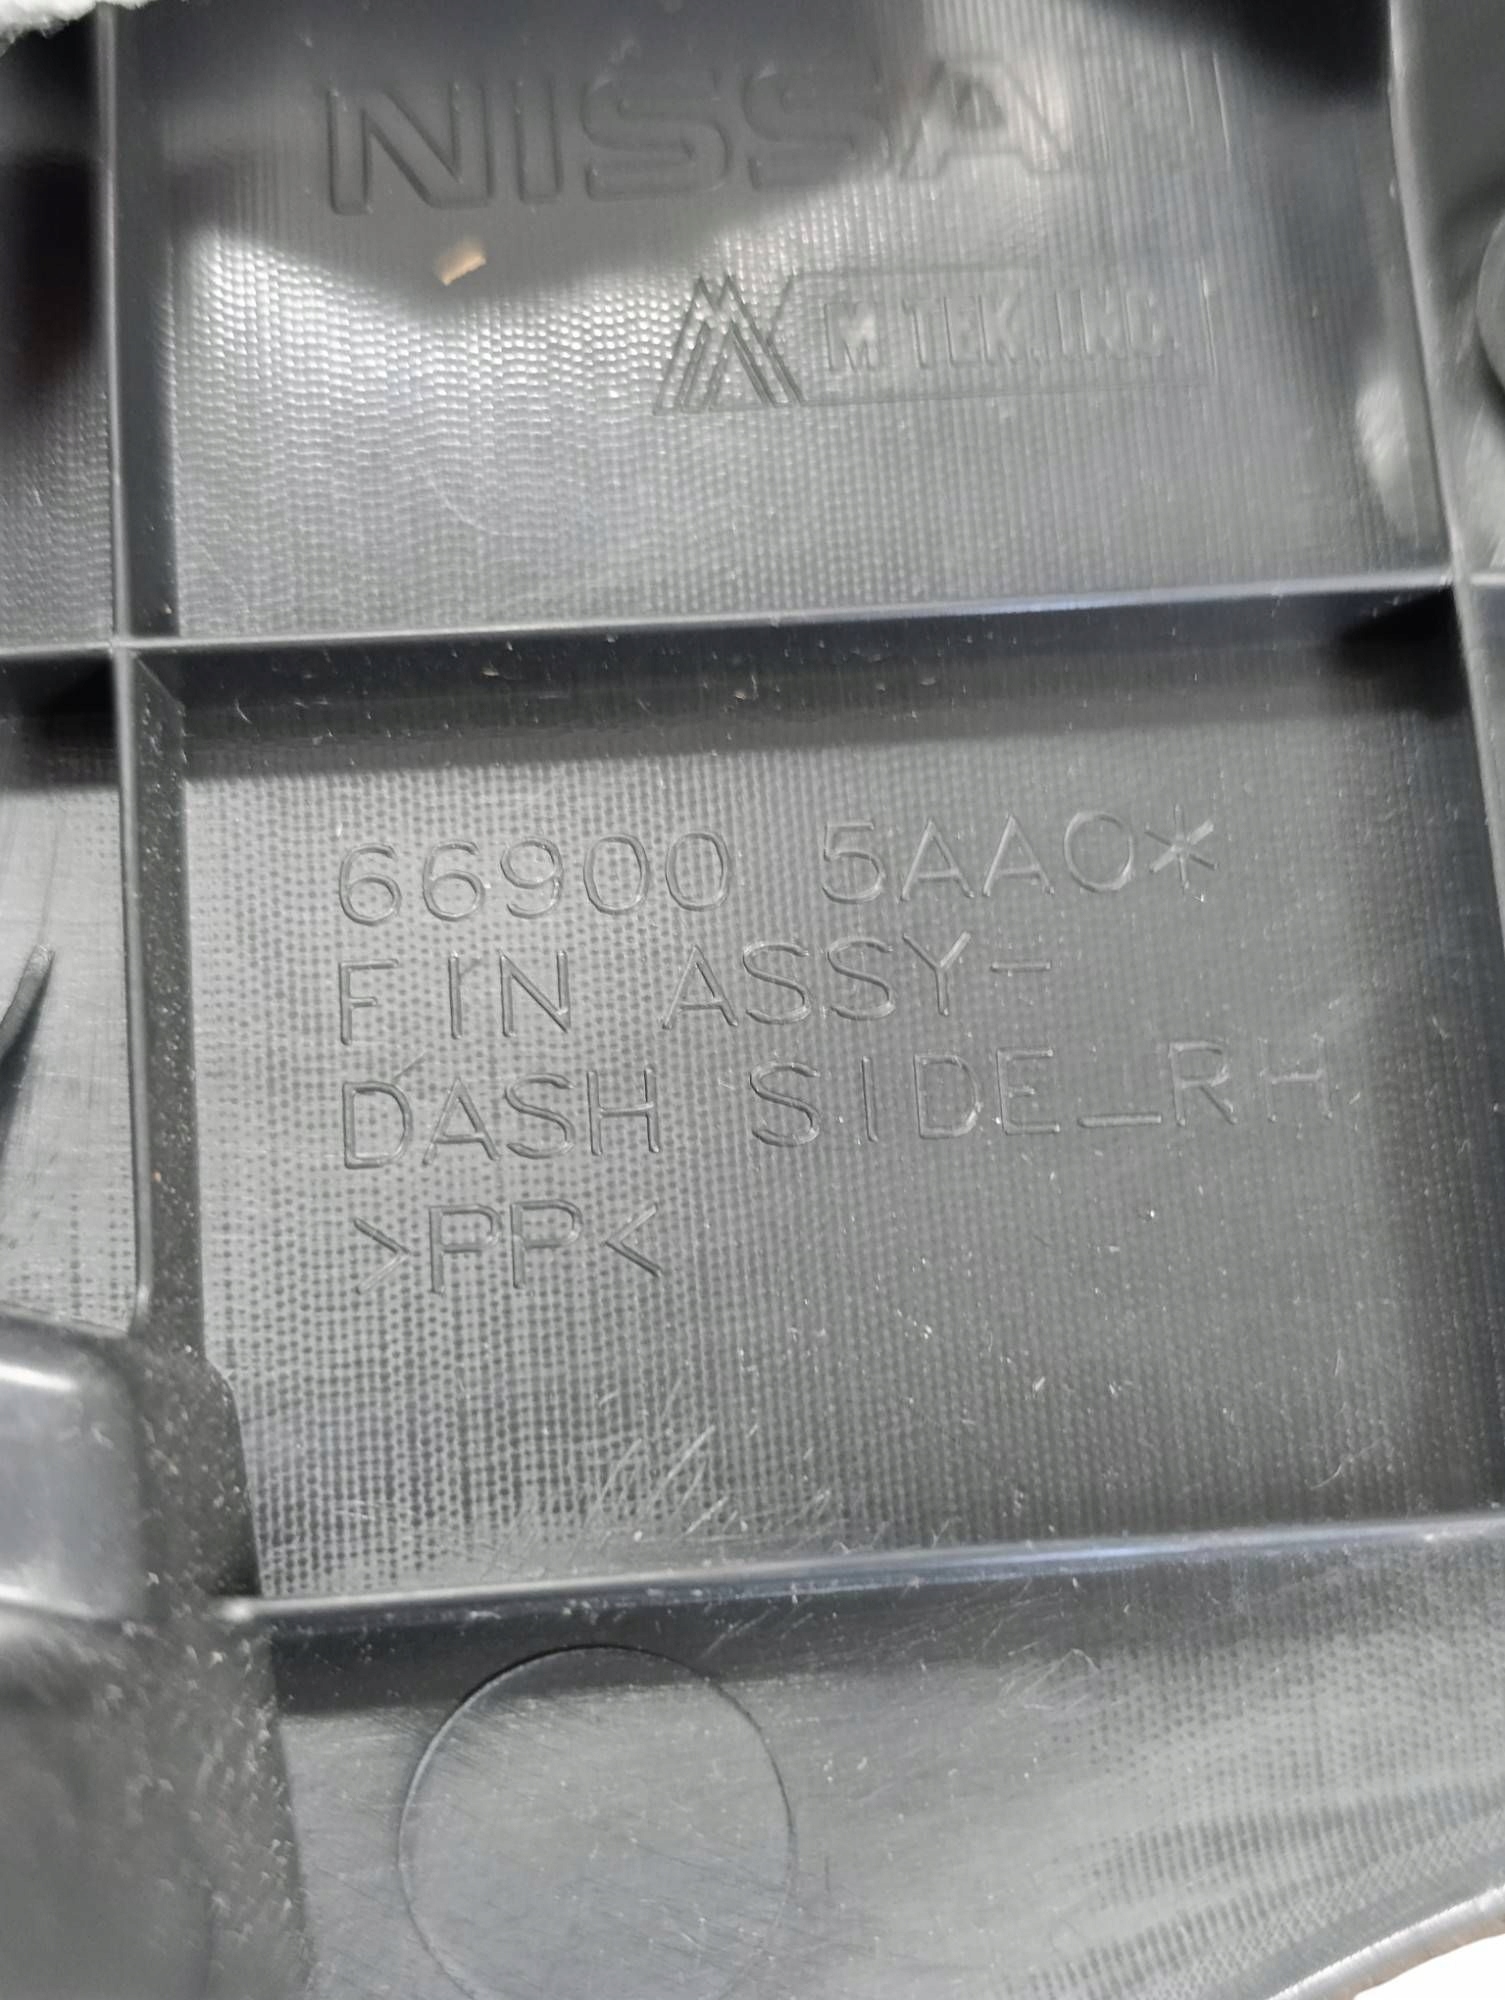 NISSA
M TEK.INC.
66900 5AA0*
FIN ASSY-
DASH SIDE_RH
>PP<